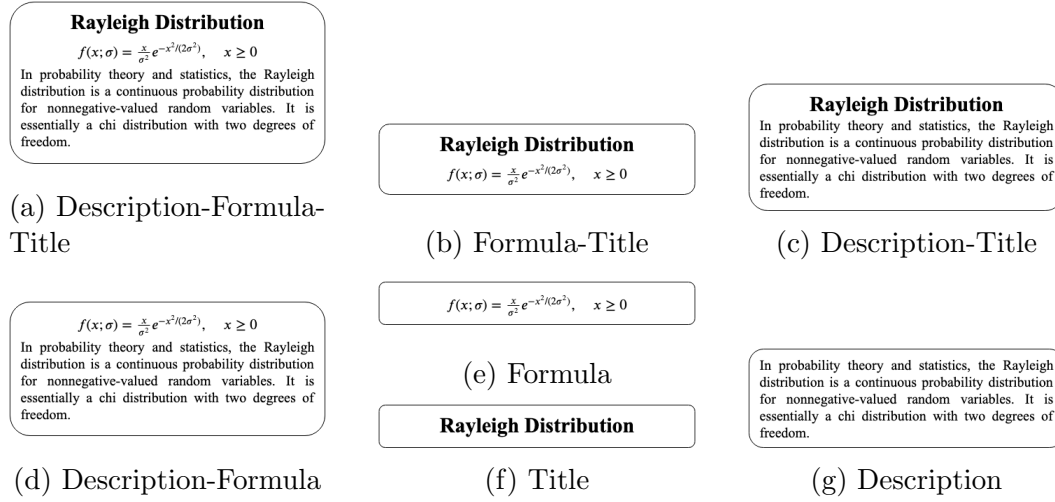 Rayleigh Distribution
f(x; σ) = x/σ² e^{-x²/(2σ²)}, x ≥ 0
In probability theory and statistics, the Rayleigh
distribution is a continuous probability distribution
for nonnegative-valued random variables. It is
essentially a chi distribution with two degrees of
freedom.
(a) Description-Formula-
Title
Rayleigh Distribution
f(x; σ) = x/σ² e^{-x²/(2σ²)}, x ≥ 0
(b) Formula-Title
Rayleigh Distribution
In probability theory and statistics, the Rayleigh
distribution is a continuous probability distribution
for nonnegative-valued random variables. It is
essentially a chi distribution with two degrees of
freedom.
(c) Description-Title
f(x; σ) = x/σ² e^{-x²/(2σ²)}, x ≥ 0
In probability theory and statistics, the Rayleigh
distribution is a continuous probability distribution
for nonnegative-valued random variables. It is
essentially a chi distribution with two degrees of
freedom.
(d) Description-Formula
f(x; σ) = x/σ² e^{-x²/(2σ²)}, x ≥ 0
(e) Formula
Rayleigh Distribution
(f) Title
In probability theory and statistics, the Rayleigh
distribution is a continuous probability distribution
for nonnegative-valued random variables. It is
essentially a chi distribution with two degrees of
freedom.
(g) Description